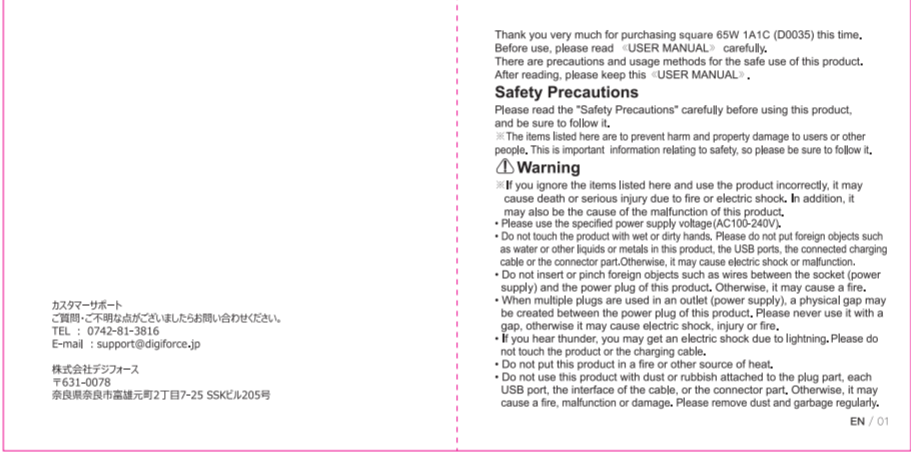 カスタマーサポート
ご質問・ご不明な点がございましたらお問い合わせください。
TEL : 0742-81-3816
E-mail : support@digiforce.jp
株式会社デジフォース
〒631-0078
奈良県奈良市富雄元町2丁目7-25 SSKビル205号
Thank you very much for purchasing square 65W 1A1C (D0035) this time.
Before use, please read 《USER MANUAL》 carefully.
There are precautions and usage methods for the safe use of this product.
After reading, please keep this 《USER MANUAL》.
Safety Precautions
Please read the "Safety Precautions" carefully before using this product,
and be sure to follow it.
※The items listed here are to prevent harm and property damage to users or other
people. This is important information relating to safety, so please be sure to follow it.
⚠ Warning
※If you ignore the items listed here and use the product incorrectly, it may
cause death or serious injury due to fire or electric shock. In addition, it
may also be the cause of the malfunction of this product.
• Please use the specified power supply voltage(AC100-240V).
• Do not touch the product with wet or dirty hands. Please do not put foreign objects such
as water or other liquids or metals in this product, the USB ports, the connected charging
cable or the connector part.Otherwise, it may cause electric shock or malfunction.
• Do not insert or pinch foreign objects such as wires between the socket (power
supply) and the power plug of this product. Otherwise, it may cause a fire.
• When multiple plugs are used in an outlet (power supply), a physical gap may
be created between the power plug of this product. Please never use it with a
gap, otherwise it may cause electric shock, injury or fire.
• If you hear thunder, you may get an electric shock due to lightning.Please do
not touch the product or the charging cable.
• Do not put this product in a fire or other source of heat.
• Do not use this product with dust or rubbish attached to the plug part, each
USB port, the interface of the cable, or the connector part. Otherwise, it may
cause a fire, malfunction or damage. Please remove dust and garbage regularly.
EN / 01